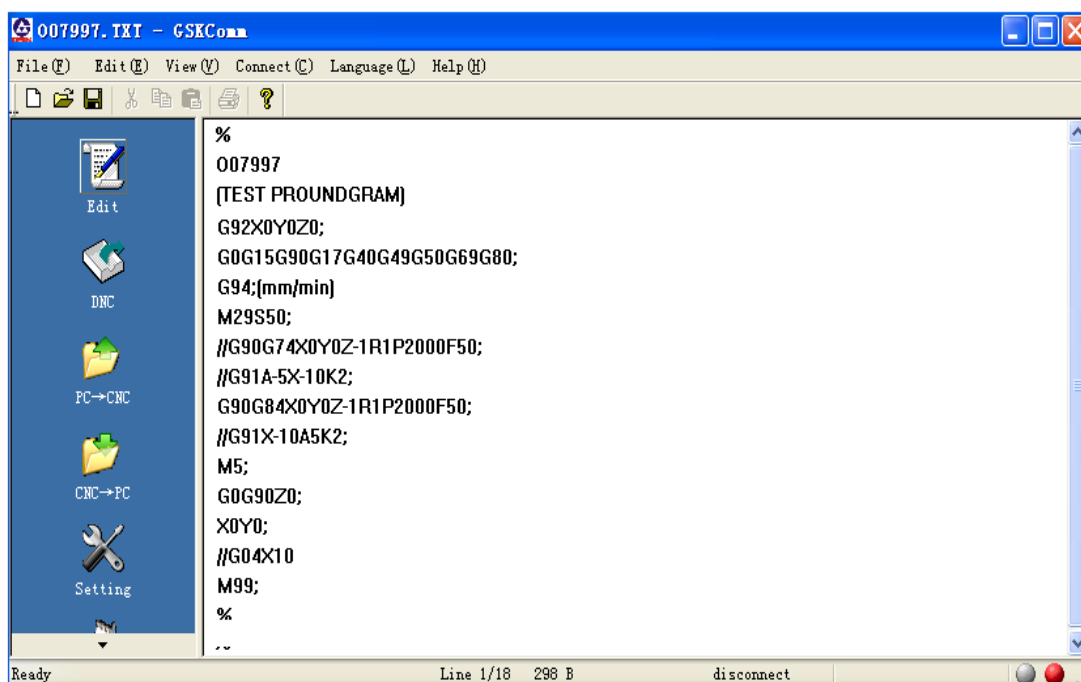 O07997.TXT - GSKComm
File(F) Edit(E) View(V) Connect(C) Language(L) Help(H)
Edit
DNC
PC→CNC
CNC→PC
Setting
%
O07997
(TEST PROUNDGRAM)
G92X0Y0Z0;
G0G15G90G17G40G49G50G69G80;
G94;(mm/min)
M29S50;
//G90G74X0Y0Z-1R1P2000F50;
//G91A-5X-10K2;
G90G84X0Y0Z-1R1P2000F50;
//G91X-10A5K2;
M5;
G0G90Z0;
X0Y0;
//G04X10
M99;
%
Ready Line 1/18 298 B disconnect